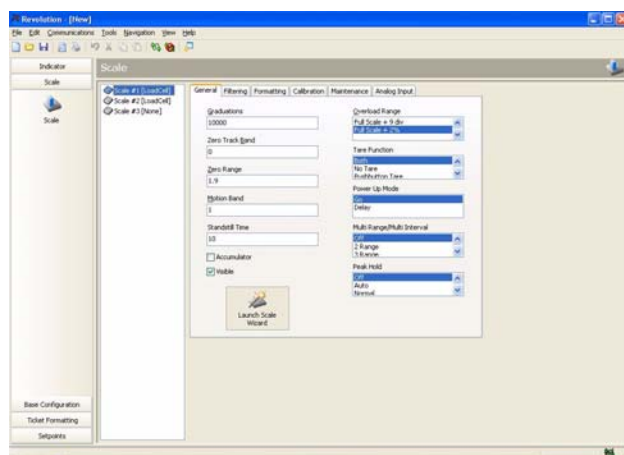 Revolution - [New]
File Edit Communications Tools Navigation View Help
Indicator
Scale
Scale
Scale
Base Configuration
Ticket Formatting
Setpoints
Scale #1 [LoadCell]
Scale #2 [LoadCell]
Scale #3 [None]
General Filtering Formatting Calibration Maintenance Analog Input
Graduations
10000
Zero Track Band
0
Zero Range
1.9
Motion Band
1
Standstill Time
10
Accumulator
Visible
Launch Scale
Wizard
Overload Range
Full Scale + 9 div
Full Scale + 2%
Tare Function
Both
No Tare
Pushbutton Tare
Power Up Mode
Go
Delay
Multi Range/Multi Interval
Off
2 Range
3 Range
Peak Hold
Off
Auto
Normal